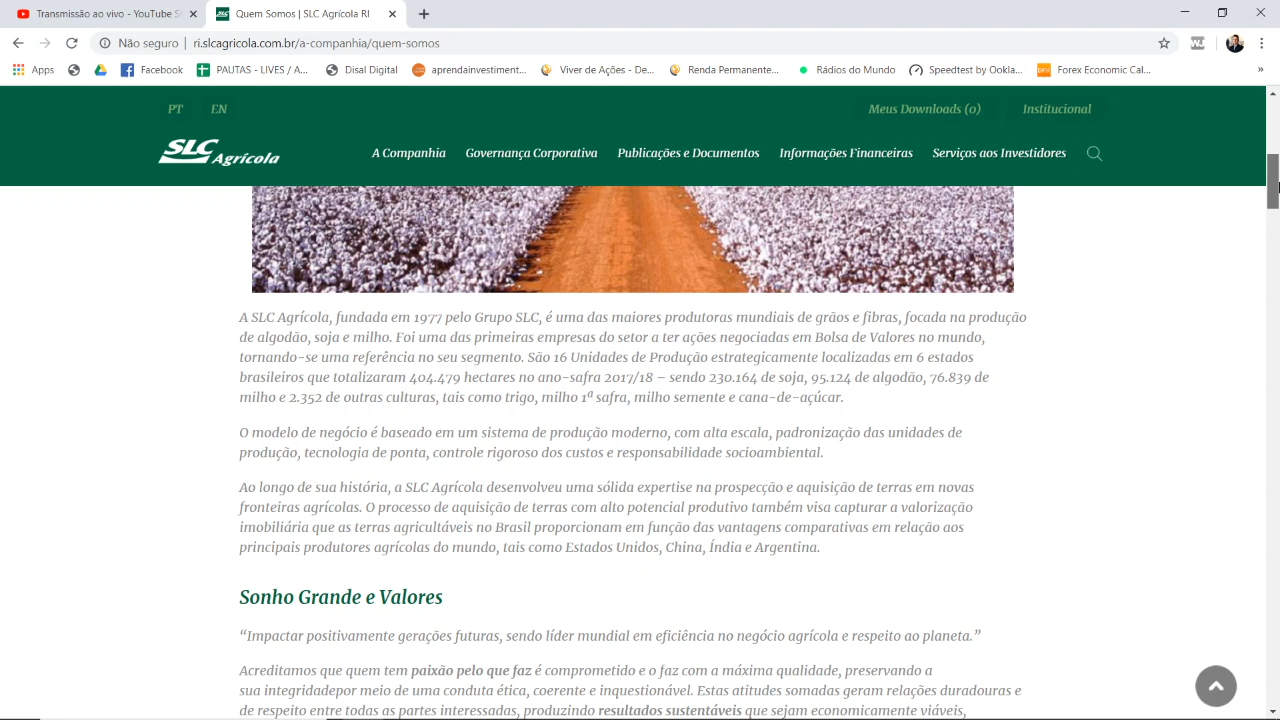 Transmissão ao vivo - YouTube S
Quem Somos | SLC Agrícola RI
Não seguro | ri.slcagricola.com.br/a-companhia/quem-somos
Apps Facebook PAUTAS - LIVES / A... Disal Digital aprendainvestiment... Viver de Ações - De... Renda Permanente... Rádios do Mundo Speedtest by Ookla... Forex Economic Cal... »
PT EN Meus Downloads (0) Institucional
SLC Agrícola A Companhia Governança Corporativa Publicações e Documentos Informações Financeiras Serviços aos Investidores
A SLC Agrícola, fundada em 1977 pelo Grupo SLC, é uma das maiores produtoras mundiais de grãos e fibras, focada na produção
de algodão, soja e milho. Foi uma das primeiras empresas do setor a ter ações negociadas em Bolsa de Valores no mundo,
tornando-se uma referência no seu segmento. São 16 Unidades de Produção estrategicamente localizadas em 6 estados
brasileiros que totalizaram 404.479 hectares no ano-safra 2017/18 – sendo 230.164 de soja, 95.124 de algodão, 76.839 de
milho e 2.352 de outras culturas, tais como trigo, milho 1ª safra, milho semente e cana-de-açúcar.
O modelo de negócio é baseado em um sistema de produção moderno, com alta escala, padronização das unidades de
produção, tecnologia de ponta, controle rigoroso dos custos e responsabilidade socioambiental.
Ao longo de sua história, a SLC Agrícola desenvolveu uma sólida expertise na prospecção e aquisição de terras em novas
fronteiras agrícolas. O processo de aquisição de terras com alto potencial produtivo também visa capturar a valorização
imobiliária que as terras agricultáveis no Brasil proporcionam em função das vantagens comparativas em relação aos
principais produtores agrícolas do mundo, tais como Estados Unidos, China, Índia e Argentina.
Sonho Grande e Valores
“Impactar positivamente gerações futuras, sendo líder mundial em eficiência no negócio agrícola e respeito ao planeta.”
Acreditamos que quem tem paixão pelo que faz é comprometido e o faz com a máxima qualidade, preservando a
sua integridadepor meio de uma conduta ética, coerente e inquestionável. Estas atitudes somadas geram relações duradouras e
de respeito entre todas as partes interessadas, produzindo resultados sustentáveis que sejam economicamente viáveis,